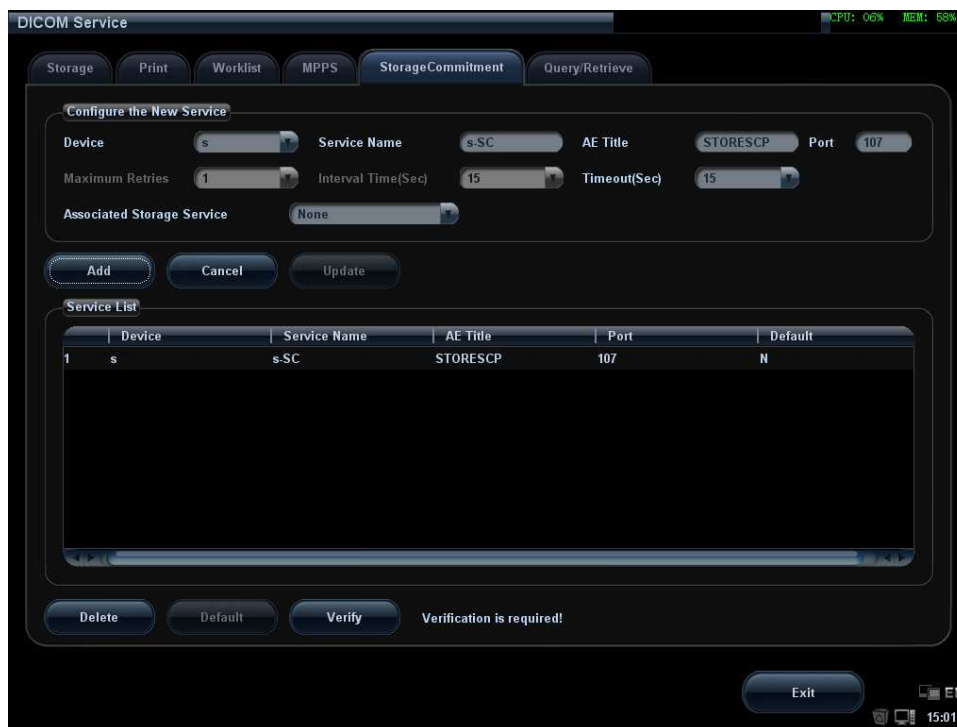 DICOM Service CPU: 06% MEM: 58%
Storage Print Worklist MPPS StorageCommitment Query/Retrieve
Configure the New Service
Device s Service Name s-SC AE Title STORESCP Port 107
Maximum Retries 1 Interval Time(Sec) 15 Timeout(Sec) 15
Associated Storage Service None
Add Cancel Update
Service List
Device Service Name AE Title Port Default
1 s s-SC STORESCP 107 N
Delete Default Verify Verification is required!
Exit
15:01